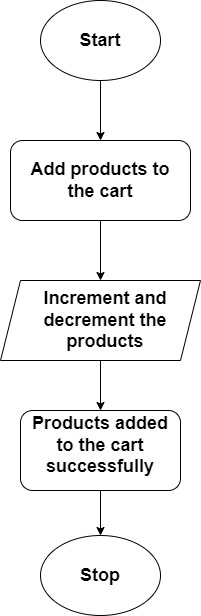 Start
Add products to
the cart
Increment and
decrement the
products
Products added
to the cart
successfully
Stop